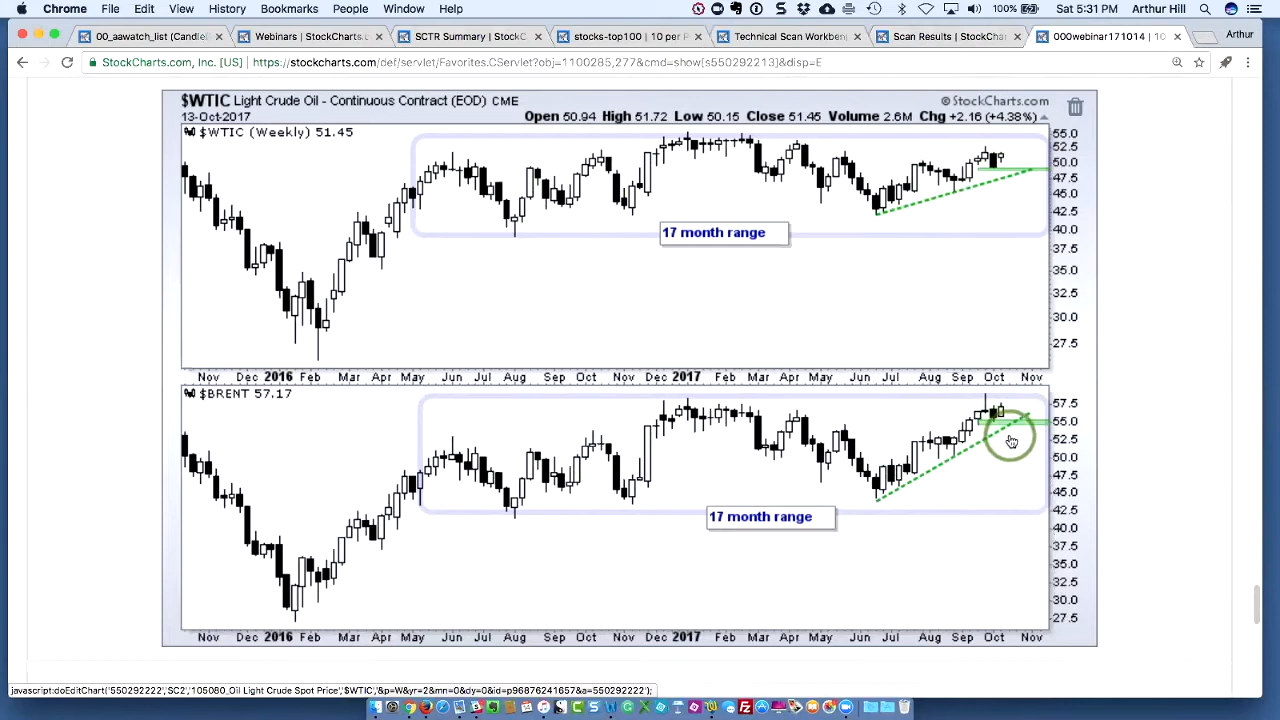 Chrome File Edit View History Bookmarks People Window Help 100% Sat 5:31 PM Arthur Hill
00_aawatch_list (Candle Webinars | StockCharts.com SCTR Summary | StockC stocks-top100 | 10 per P Technical Scan Workben Scan Results | StockChar 000webinar171014 | 10 Arthur
StockCharts.com, Inc. [US] https://stockcharts.com/def/servlet/Favorites.CServlet?obj=1100285,277&cmd=show[s550292213]&disp=E
$WTIC Light Crude Oil - Continuous Contract (EOD) CME © StockCharts.com
13-Oct-2017 Open 50.94 High 51.72 Low 50.15 Close 51.45 Volume 2.6M Chg +2.16 (+4.38%)
$WTIC (Weekly) 51.45
55.0
52.5
50.0
47.5
45.0
42.5
40.0
37.5
35.0
32.5
30.0
27.5
17 month range
Nov Dec 2016 Feb Mar Apr May Jun Jul Aug Sep Oct Nov Dec 2017 Feb Mar Apr May Jun Jul Aug Sep Oct Nov
$BRENT 57.17
57.5
55.0
52.5
50.0
47.5
45.0
42.5
40.0
37.5
35.0
32.5
30.0
27.5
17 month range
Nov Dec 2016 Feb Mar Apr May Jun Jul Aug Sep Oct Nov Dec 2017 Feb Mar Apr May Jun Jul Aug Sep Oct Nov
javascript:doEditChart('550292222','SC2','105080_Oil Light Crude Spot Price','$WTIC','&p=W&yr=2&mn=0&dy=0&id=p96876241657&a=550292222');